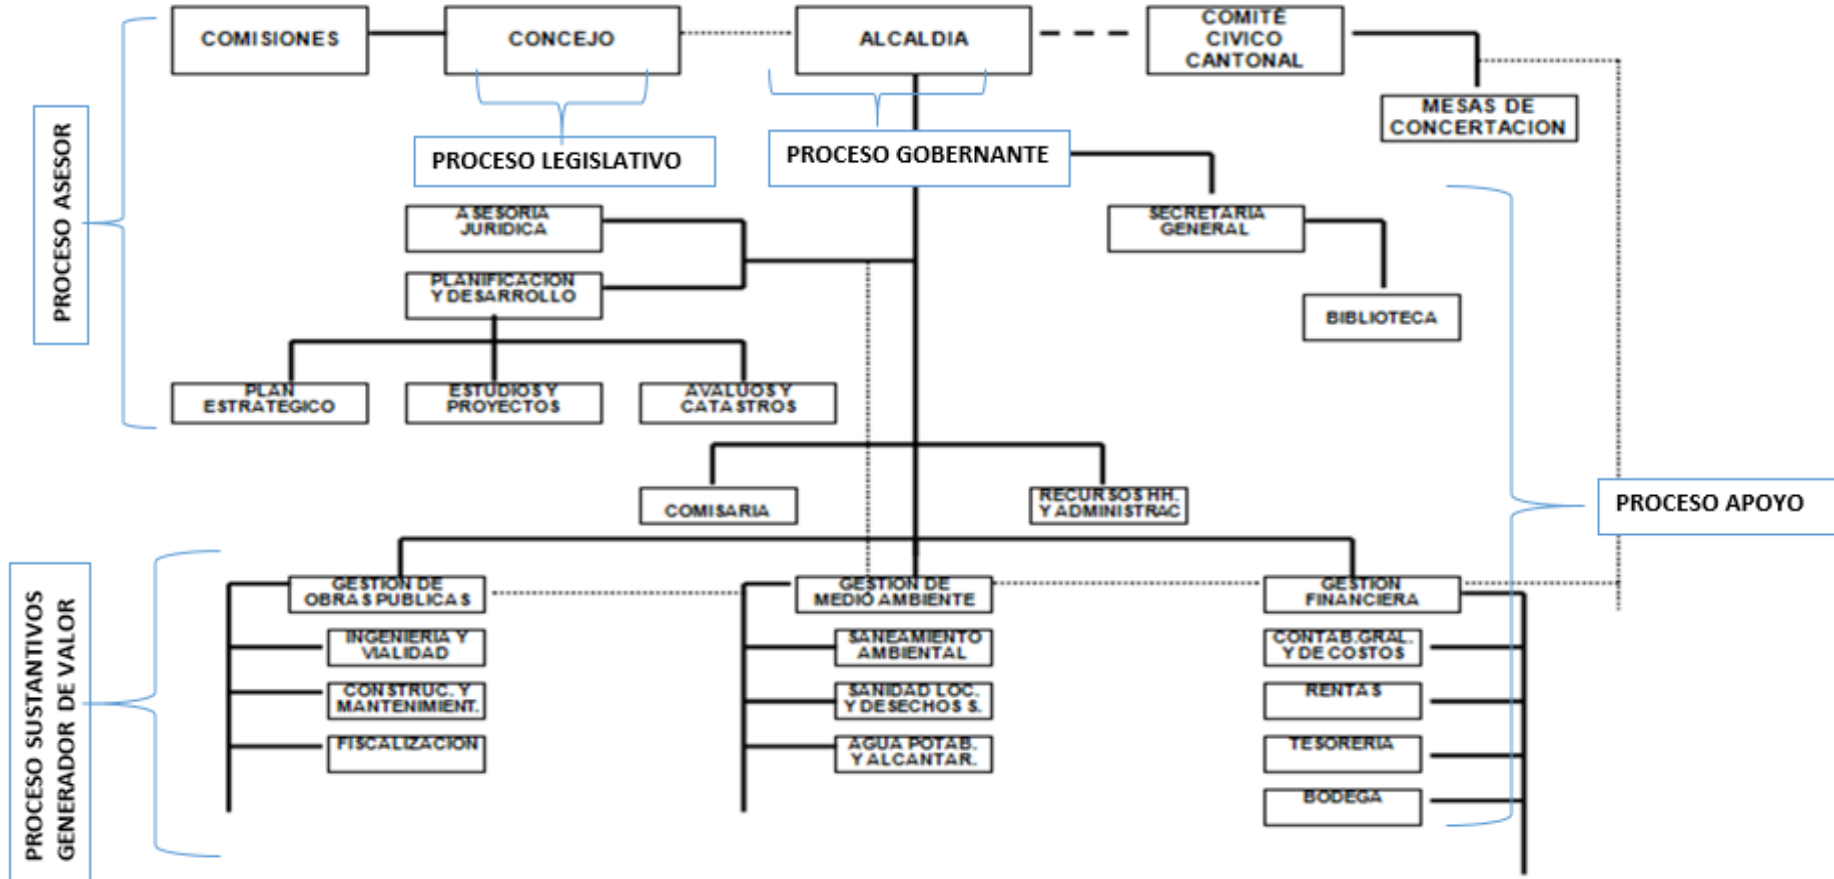 COMISIONES
CONCEJO
ALCALDIA
COMITÉ
CIVICO
CANTONAL
MESAS DE
CONCERTACION
PROCESO ASESOR
PROCESO LEGISLATIVO
PROCESO GOBERNANTE
ASESORIA
JURIDICA
SECRETARIA
GENERAL
PLANIFICACION
Y DESARROLLO
BIBLIOTECA
PLAN
ESTRATEGICO
ESTUDIOS Y
PROYECTOS
AVALUOS Y
CATASTROS
COMISARIA
RECURSOS HH.
Y ADMINISTRAC
PROCESO APOYO
PROCESO SUSTANTIVOS
GENERADOR DE VALOR
GESTION DE
OBRAS PUBLICAS
GESTION DE
MEDIO AMBIENTE
GESTION
FINANCIERA
INGENIERIA Y
VIALIDAD
SANEAMIENTO
AMBIENTAL
CONTAB.GRAL.
Y DE COSTOS
CONSTRUC. Y
MANTENIMIENT.
SANIDAD LOC.
Y DESECHOS S.
RENTAS
FISCALIZACION
AGUA POTAB.
Y ALCANTAR.
TESORERIA
BODEGA